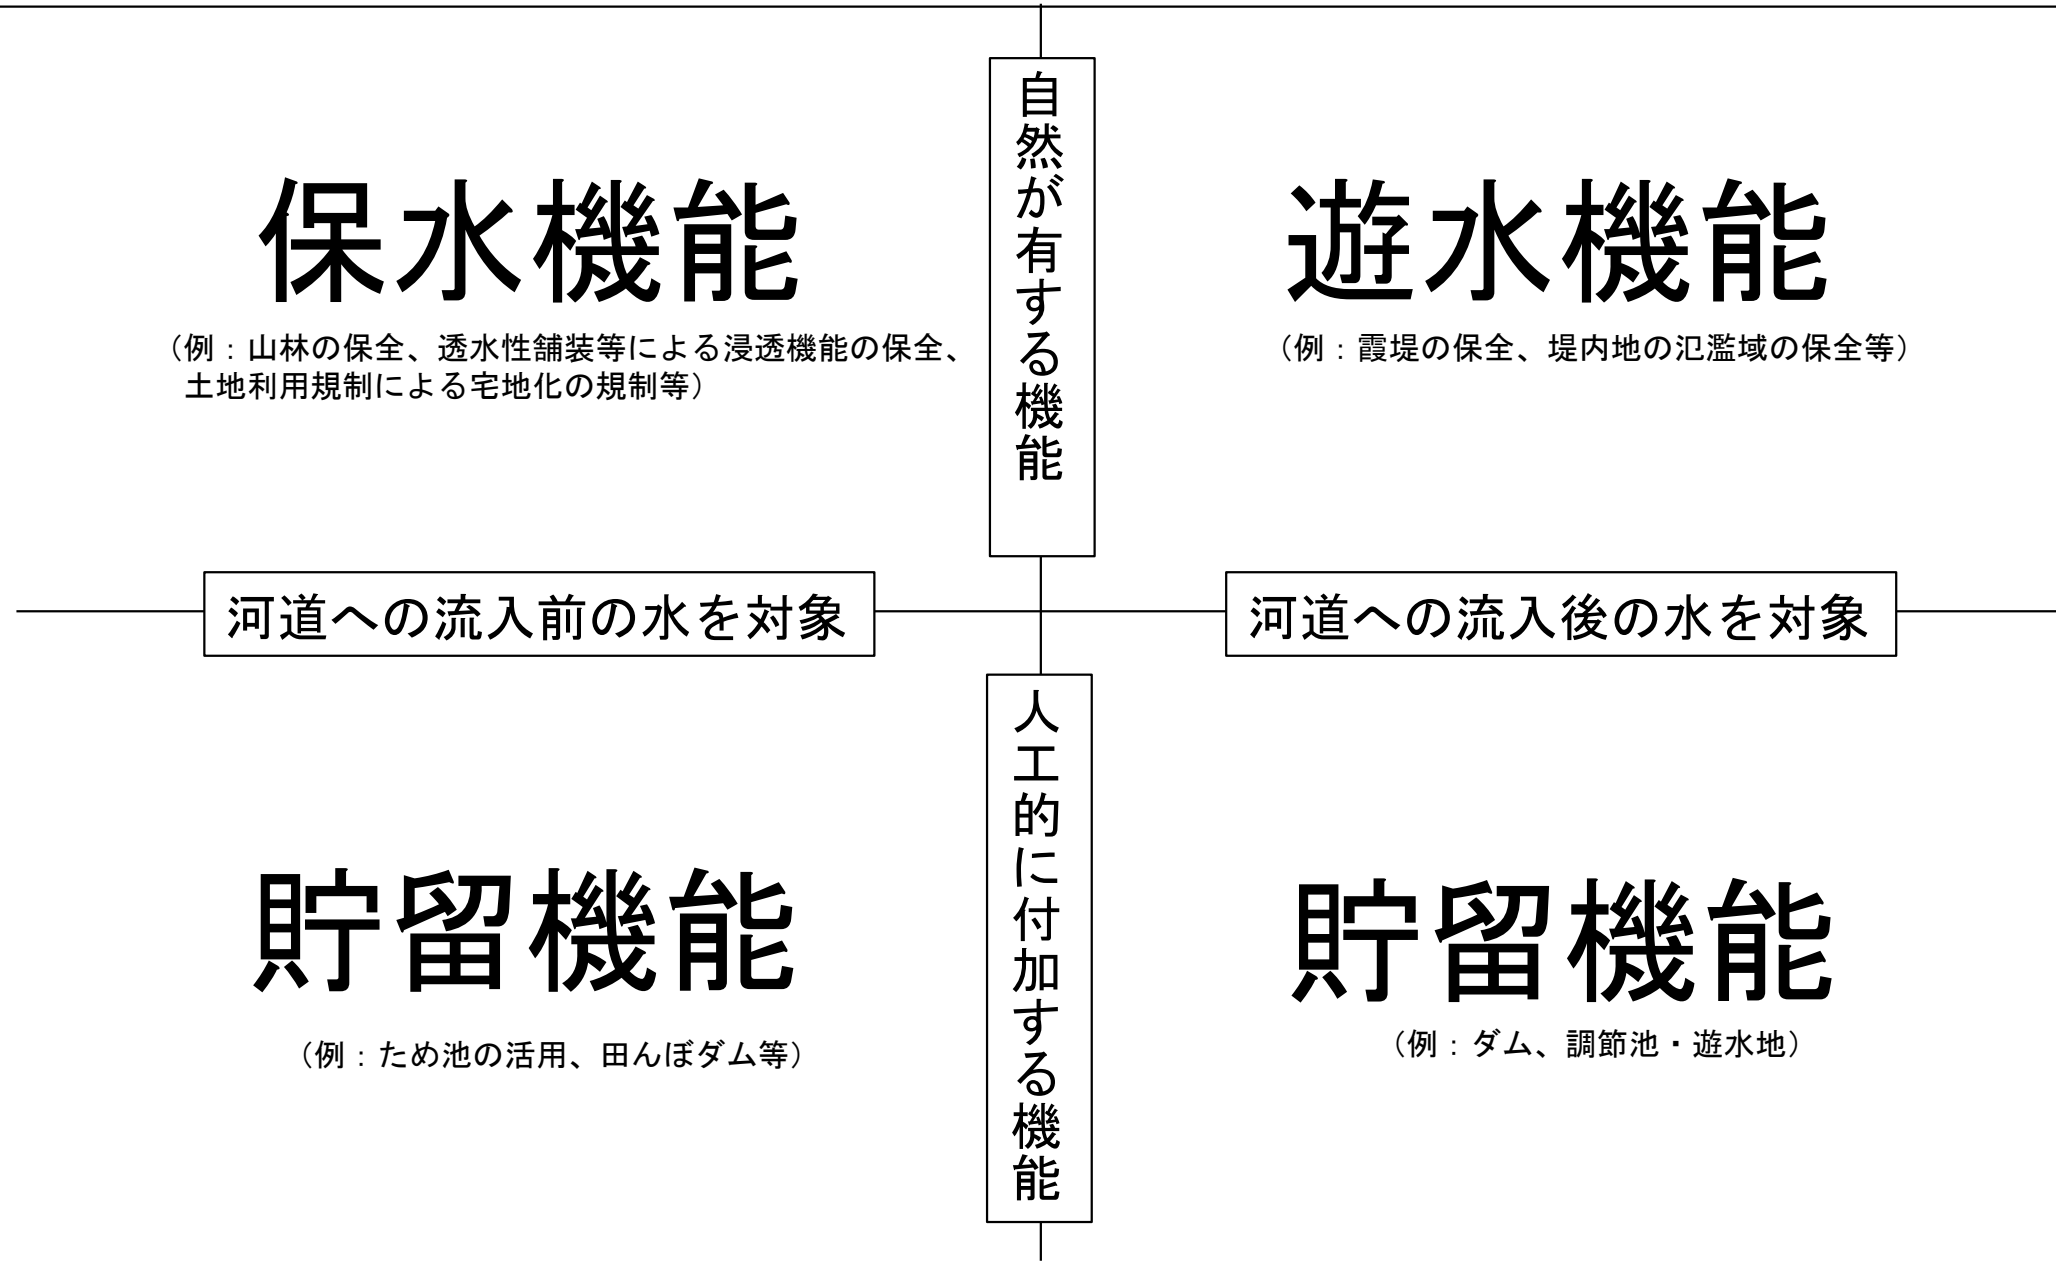 自然が有する機能
保水機能
（例：山林の保全、透水性舗装等による浸透機能の保全、
土地利用規制による宅地化の規制等）
遊水機能
（例：霞堤の保全、堤内地の氾濫域の保全等）
河道への流入前の水を対象
河道への流入後の水を対象
人工的に付加する機能
貯留機能
（例：ため池の活用、田んぼダム等）
貯留機能
（例：ダム、調節池・遊水地）